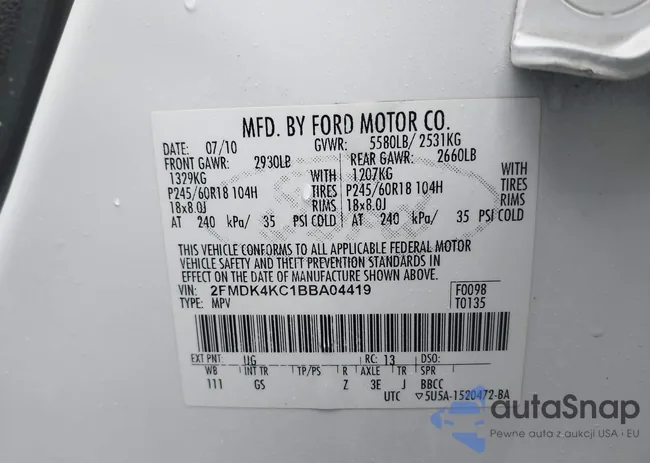 MFD. BY FORD MOTOR CO.
DATE: 07/10 GVWR: 5580LB/ 2531KG
FRONT GAWR: 2930LB REAR GAWR: 2660LB
1329KG WITH 1207KG WITH
P245/60R18 104H TIRES P245/60R18 104H TIRES
18x8.0J RIMS 18x8.0J RIMS
AT 240 kPa/ 35 PSI COLD AT 240 kPa/ 35 PSI COLD
THIS VEHICLE CONFORMS TO ALL APPLICABLE FEDERAL MOTOR
VEHICLE SAFETY AND THEFT PREVENTION STANDARDS IN
EFFECT ON THE DATE OF MANUFACTURE SHOWN ABOVE.
VIN: 2FMDK4KC1BBA04419 F0098
TYPE: MPV T0135
EXT PNT: UG RC: 13 DSO:
WB INT TR TP/PS R AXLE TR SPR
111 GS Z 3E J BBCC
UTC ▽5U5A-1520472-BA
autaSnap
Pewne auta z aukcji USA i EU